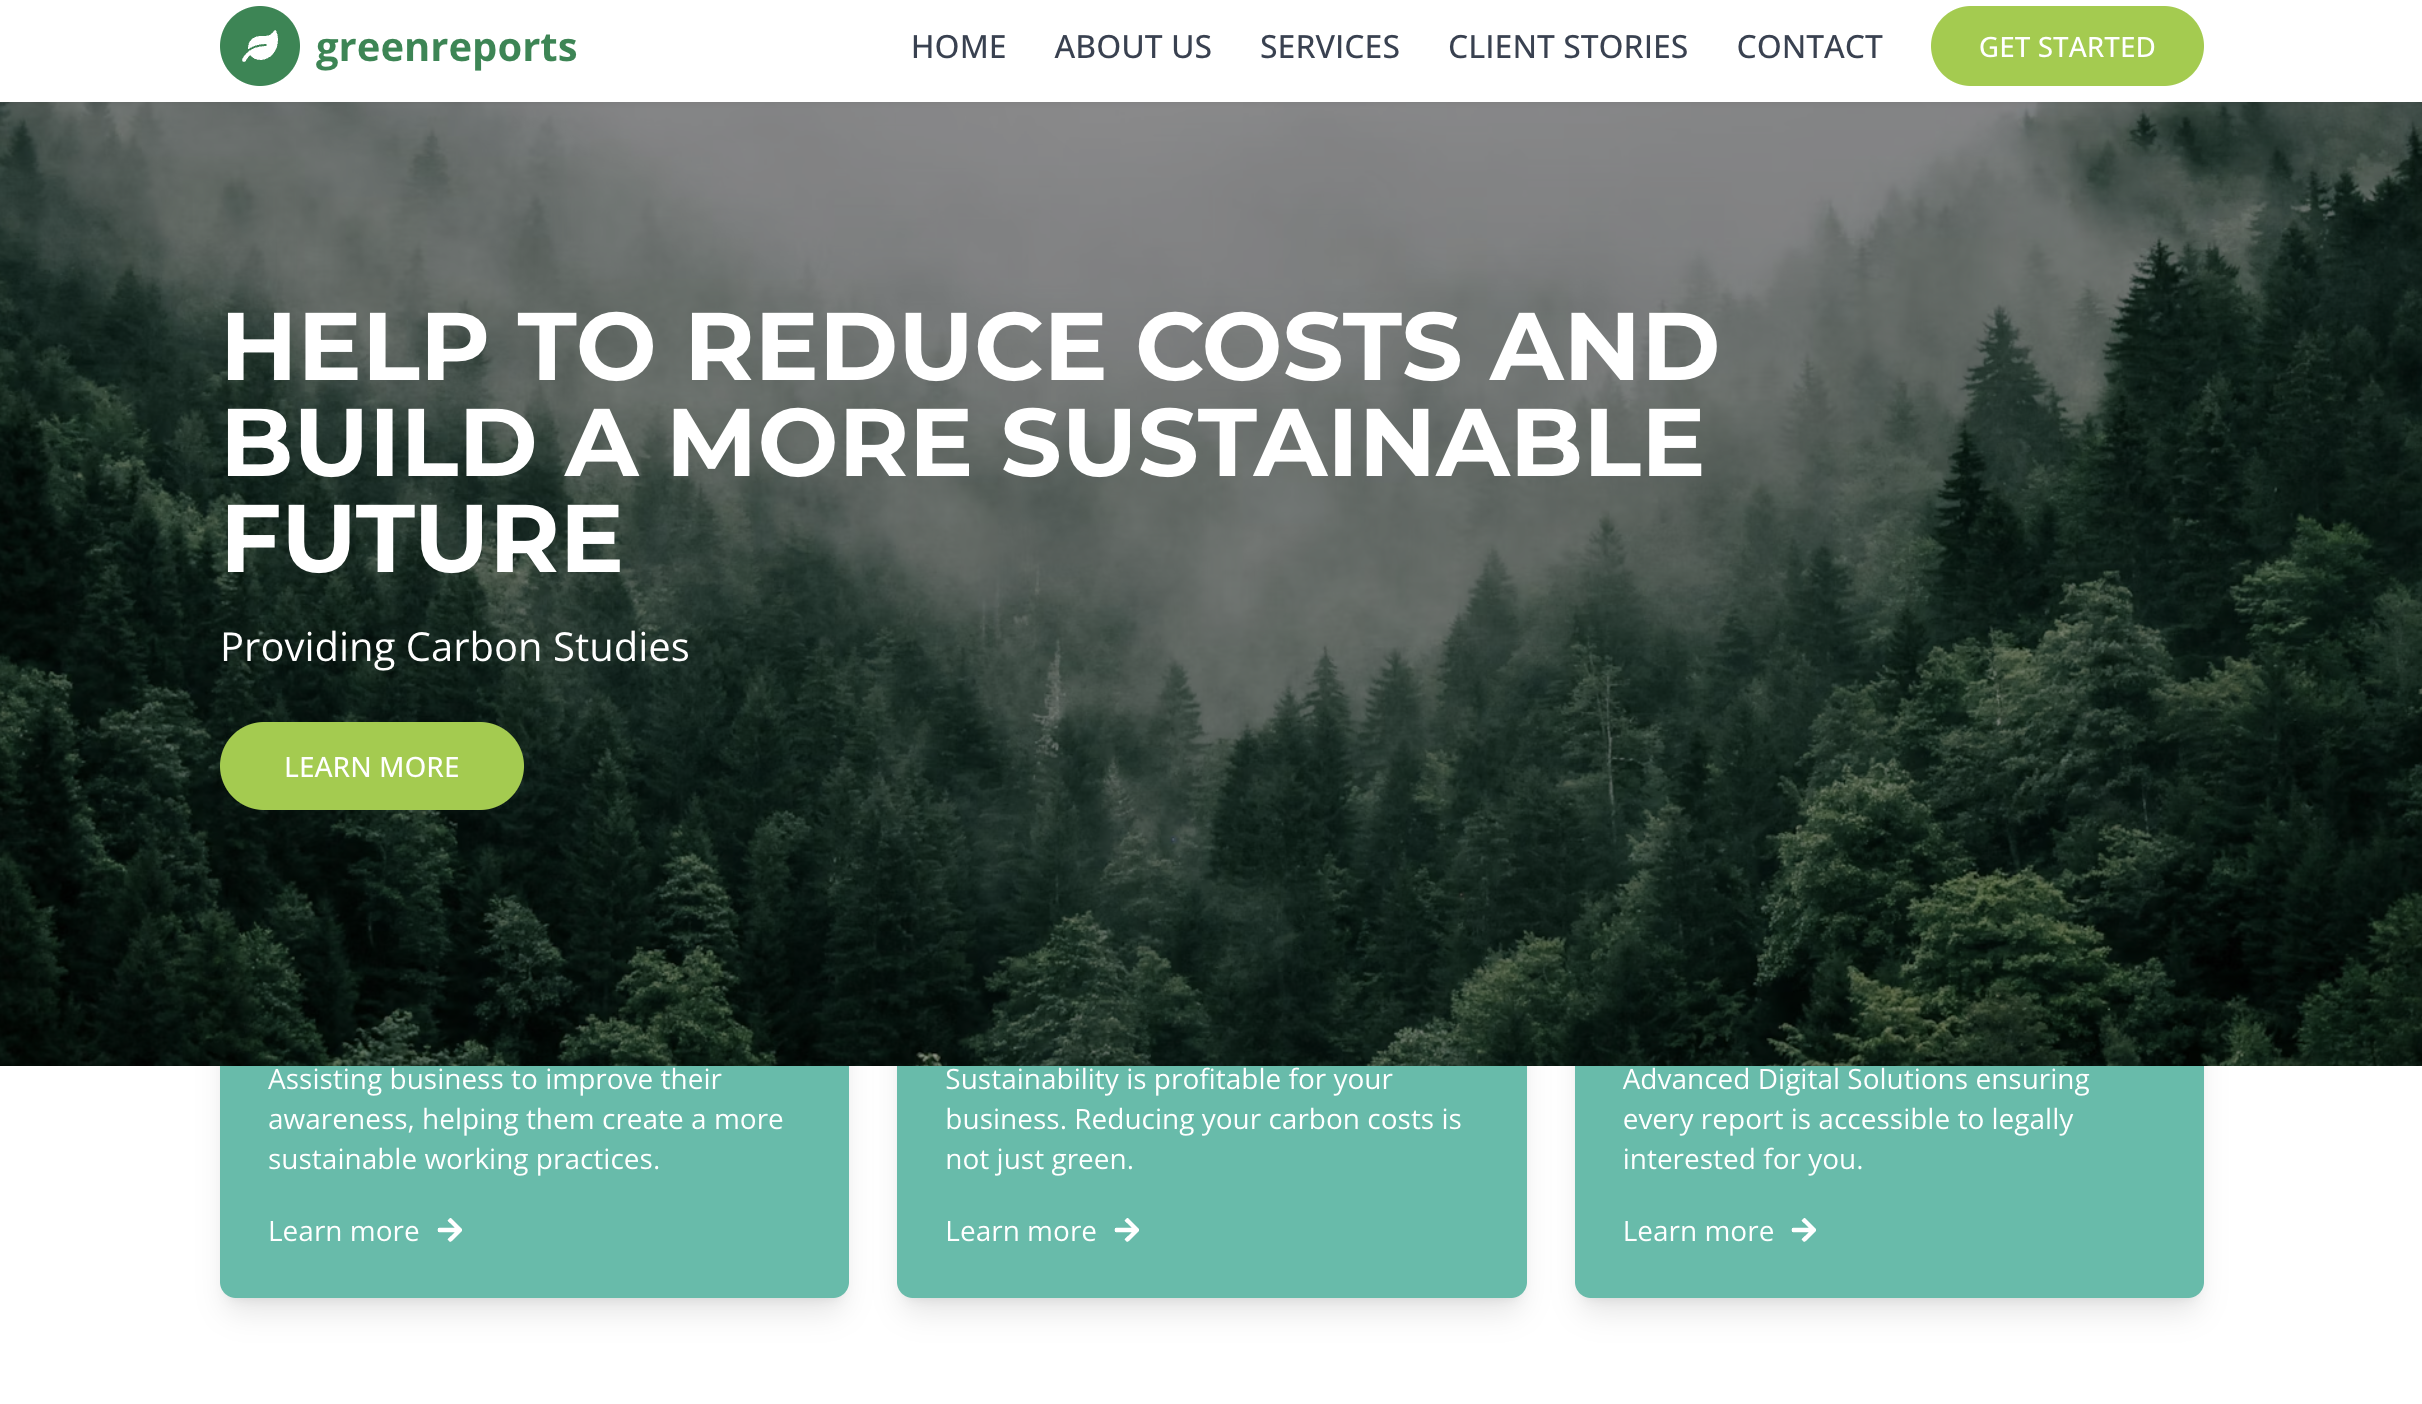 greenreports
HOME ABOUT US SERVICES CLIENT STORIES CONTACT GET STARTED
HELP TO REDUCE COSTS AND
BUILD A MORE SUSTAINABLE
FUTURE
Providing Carbon Studies
LEARN MORE
Assisting business to improve their
awareness, helping them create a more
sustainable working practices.
Learn more
Sustainability is profitable for your
business. Reducing your carbon costs is
not just green.
Learn more
Advanced Digital Solutions ensuring
every report is accessible to legally
interested for you.
Learn more